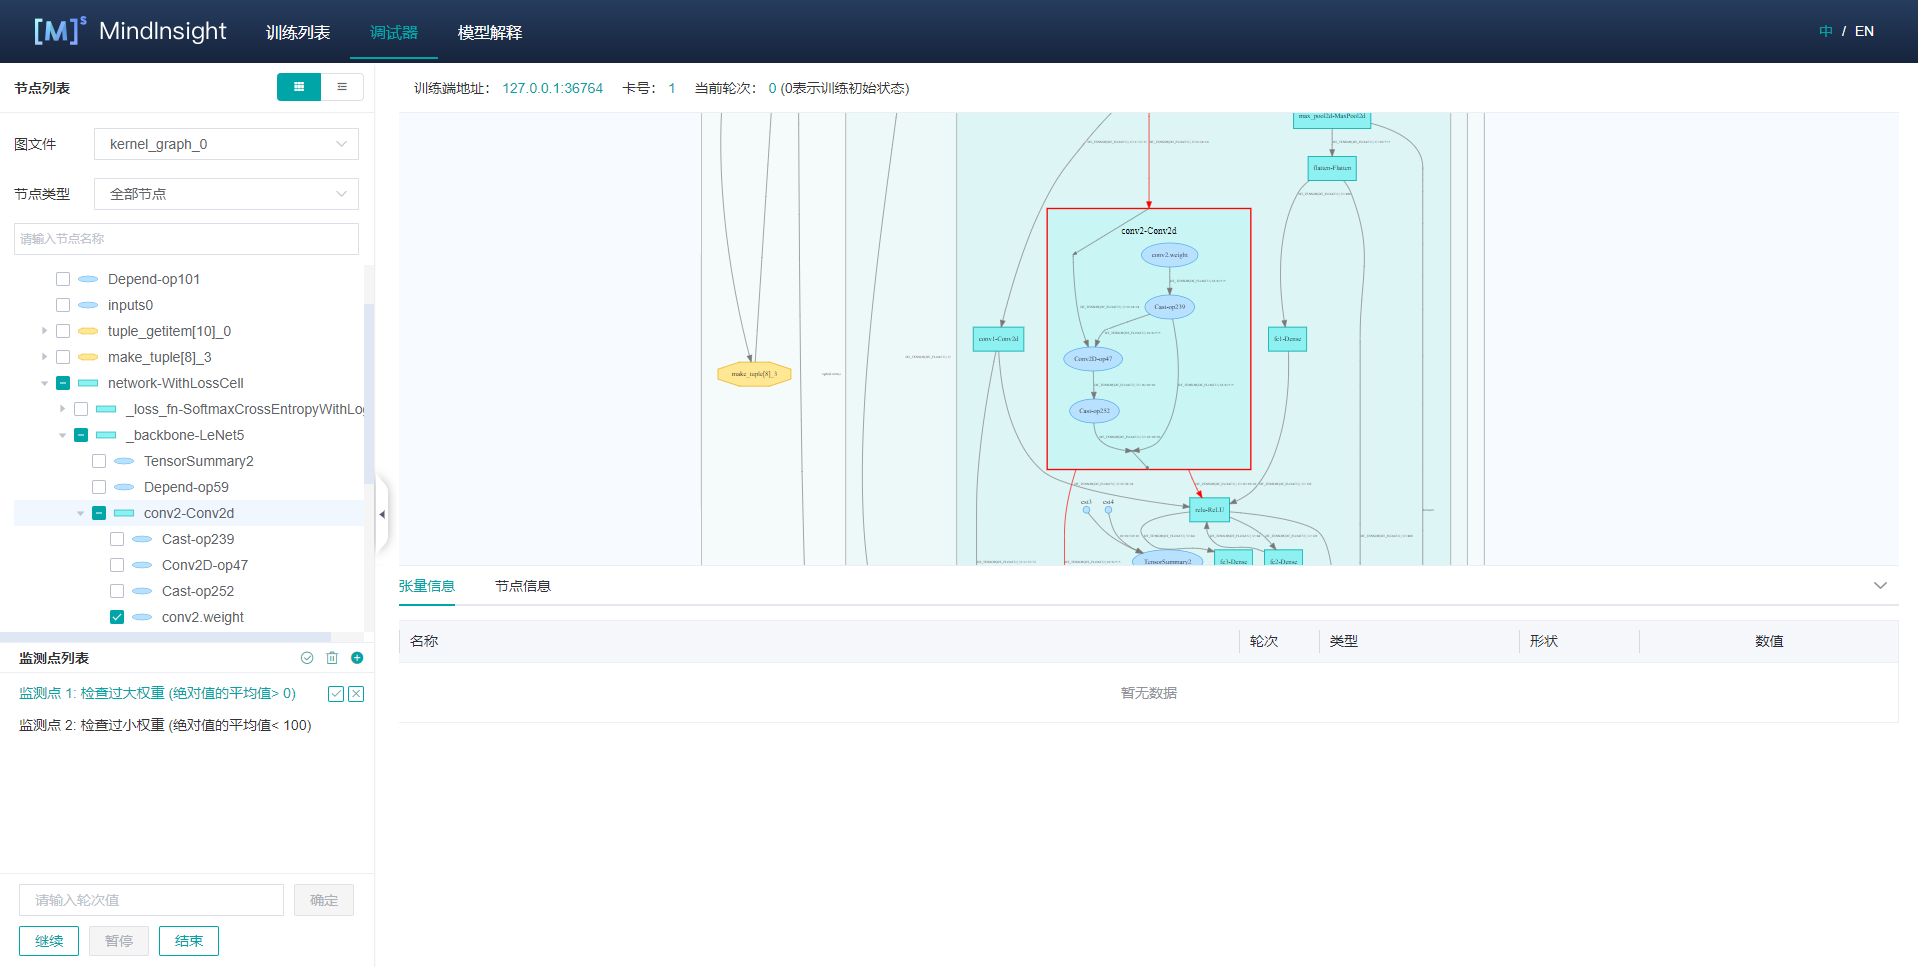 [M]s MindInsight 训练列表 调试器 模型解释 中 / EN
节点列表
训练端地址： 127.0.0.1:36764 卡号： 1 当前轮次： 0 (0表示训练初始状态)
图文件 kernel_graph_0
节点类型 全部节点
请输入节点名称
Depend-op101
inputs0
tuple_getitem[10]_0
make_tuple[8]_3
network-WithLossCell
_loss_fn-SoftmaxCrossEntropyWithLo
_backbone-LeNet5
TensorSummary2
Depend-op59
conv2-Conv2d
Cast-op239
Conv2D-op47
Cast-op252
conv2.weight
max_pool2d-MaxPool2d
flatten-Flatten
conv2-Conv2d
conv2.weight
Cast-op239
conv1-Conv2d
fc1-Dense
Conv2D-op47
make_tuple[8]_3
Cast-op252
cst3 cst4
relu-ReLU
TensorSummary2 fc3-Dense fc2-Dense
张量信息 节点信息
名称 轮次 类型 形状 数值
暂无数据
监测点列表
监测点 1: 检查过大权重 (绝对值的平均值> 0)
监测点 2: 检查过小权重 (绝对值的平均值< 100)
请输入轮次值 确定
继续 暂停 结束